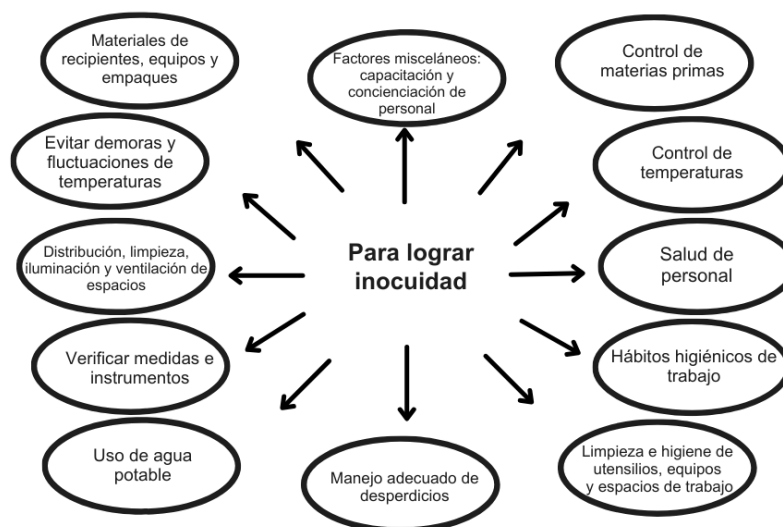 Materiales de
recipientes, equipos y
empaques
Factores misceláneos:
capacitación y
concienciación de
personal
Control de
materias primas
Evitar demoras y
fluctuaciones de
temperaturas
Control de
temperaturas
Distribución, limpieza,
iluminación y ventilación de
espacios
Para lograr
inocuidad
Salud de
personal
Verificar medidas e
instrumentos
Hábitos higiénicos de
trabajo
Uso de agua
potable
Manejo adecuado de
desperdicios
Limpieza e higiene de
utensilios, equipos
y espacios de trabajo